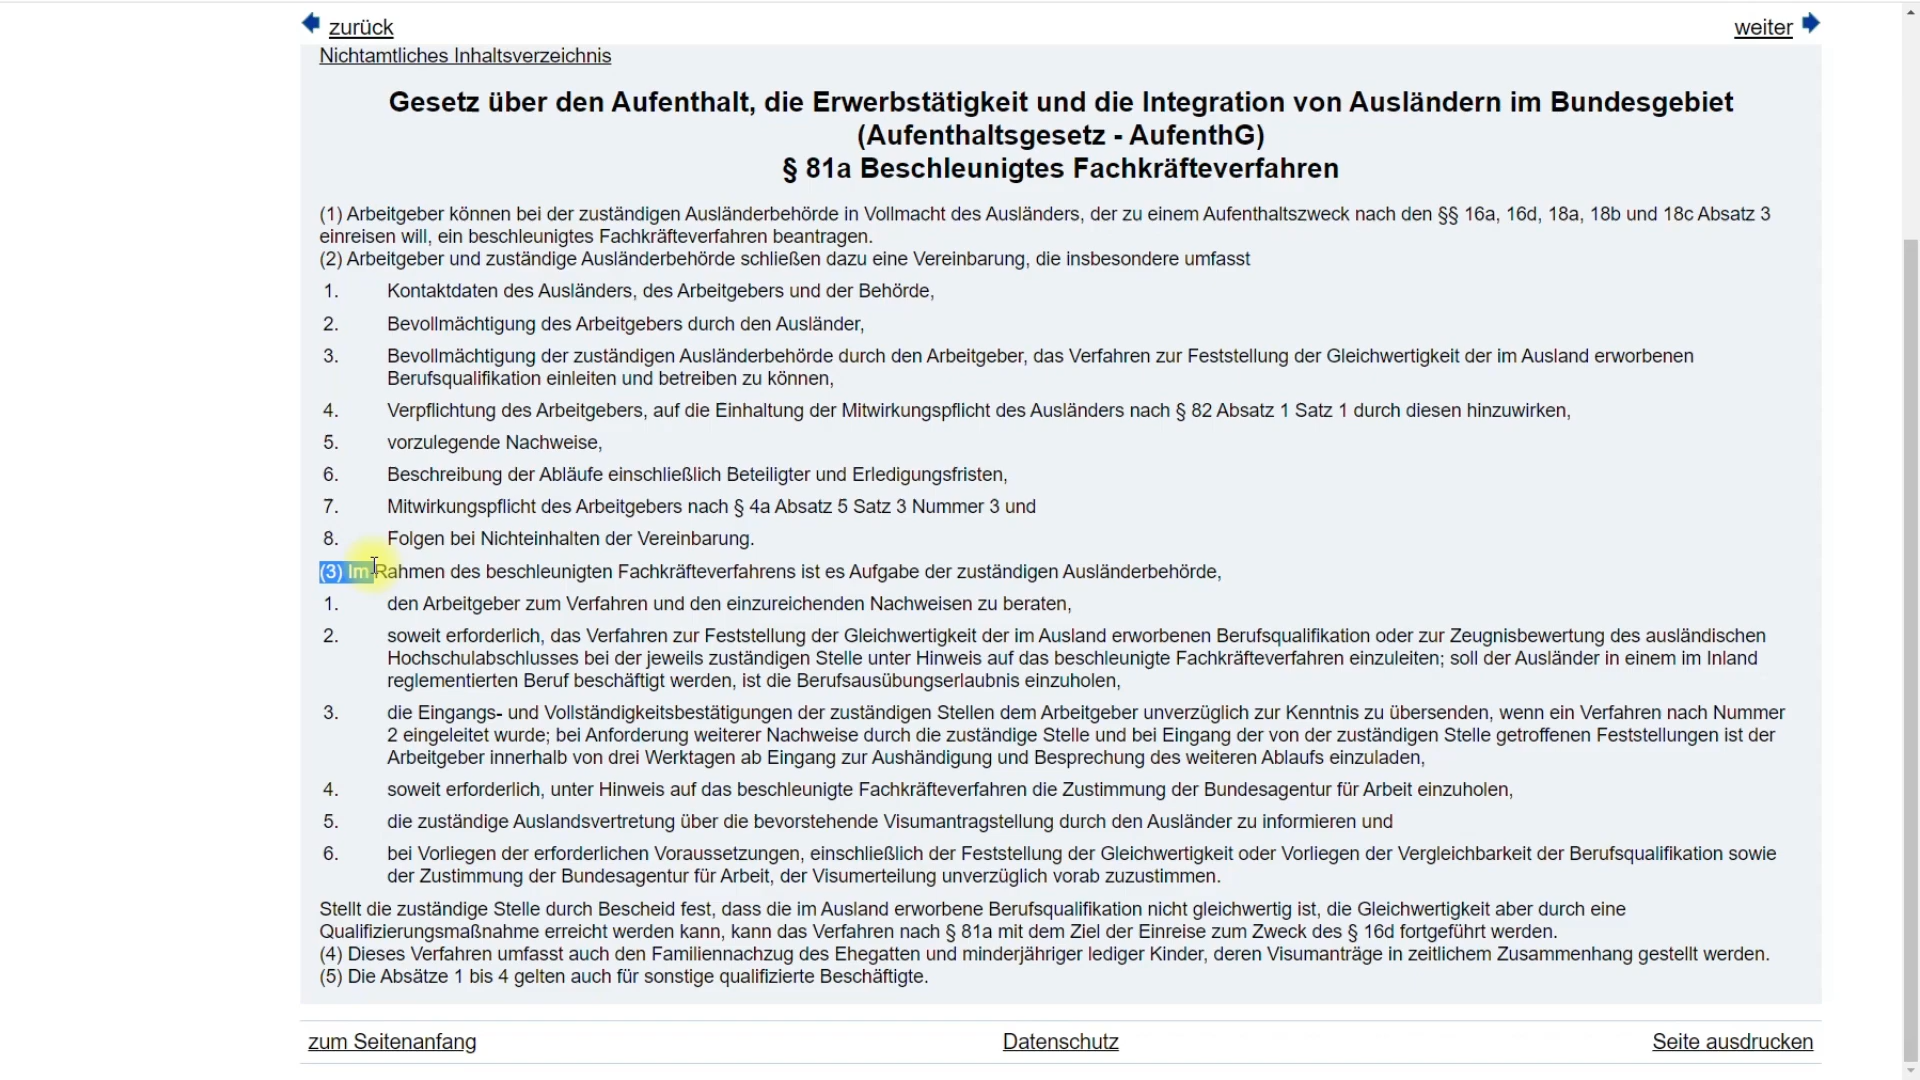 zurück
weiter
Nichtamtliches Inhaltsverzeichnis
Gesetz über den Aufenthalt, die Erwerbstätigkeit und die Integration von Ausländern im Bundesgebiet
(Aufenthaltsgesetz - AufenthG)
§ 81a Beschleunigtes Fachkräfteverfahren
(1) Arbeitgeber können bei der zuständigen Ausländerbehörde in Vollmacht des Ausländers, der zu einem Aufenthaltszweck nach den §§ 16a, 16d, 18a, 18b und 18c Absatz 3
einreisen will, ein beschleunigtes Fachkräfteverfahren beantragen.
(2) Arbeitgeber und zuständige Ausländerbehörde schließen dazu eine Vereinbarung, die insbesondere umfasst
1. Kontaktdaten des Ausländers, des Arbeitgebers und der Behörde,
2. Bevollmächtigung des Arbeitgebers durch den Ausländer,
3. Bevollmächtigung der zuständigen Ausländerbehörde durch den Arbeitgeber, das Verfahren zur Feststellung der Gleichwertigkeit der im Ausland erworbenen
Berufsqualifikation einleiten und betreiben zu können,
4. Verpflichtung des Arbeitgebers, auf die Einhaltung der Mitwirkungspflicht des Ausländers nach § 82 Absatz 1 Satz 1 durch diesen hinzuwirken,
5. vorzulegende Nachweise,
6. Beschreibung der Abläufe einschließlich Beteiligter und Erledigungsfristen,
7. Mitwirkungspflicht des Arbeitgebers nach § 4a Absatz 5 Satz 3 Nummer 3 und
8. Folgen bei Nichteinhalten der Vereinbarung.
(3) Im Rahmen des beschleunigten Fachkräfteverfahrens ist es Aufgabe der zuständigen Ausländerbehörde,
1. den Arbeitgeber zum Verfahren und den einzureichenden Nachweisen zu beraten,
2. soweit erforderlich, das Verfahren zur Feststellung der Gleichwertigkeit der im Ausland erworbenen Berufsqualifikation oder zur Zeugnisbewertung des ausländischen
Hochschulabschlusses bei der jeweils zuständigen Stelle unter Hinweis auf das beschleunigte Fachkräfteverfahren einzuleiten; soll der Ausländer in einem im Inland
reglementierten Beruf beschäftigt werden, ist die Berufsausübungserlaubnis einzuholen,
3. die Eingangs- und Vollständigkeitsbestätigungen der zuständigen Stellen dem Arbeitgeber unverzüglich zur Kenntnis zu übersenden, wenn ein Verfahren nach Nummer
2 eingeleitet wurde; bei Anforderung weiterer Nachweise durch die zuständige Stelle und bei Eingang der von der zuständigen Stelle getroffenen Feststellungen ist der
Arbeitgeber innerhalb von drei Werktagen ab Eingang zur Aushändigung und Besprechung des weiteren Ablaufs einzuladen,
4. soweit erforderlich, unter Hinweis auf das beschleunigte Fachkräfteverfahren die Zustimmung der Bundesagentur für Arbeit einzuholen,
5. die zuständige Auslandsvertretung über die bevorstehende Visumantragstellung durch den Ausländer zu informieren und
6. bei Vorliegen der erforderlichen Voraussetzungen, einschließlich der Feststellung der Gleichwertigkeit oder Vorliegen der Vergleichbarkeit der Berufsqualifikation sowie
der Zustimmung der Bundesagentur für Arbeit, der Visumerteilung unverzüglich vorab zuzustimmen.
Stellt die zuständige Stelle durch Bescheid fest, dass die im Ausland erworbene Berufsqualifikation nicht gleichwertig ist, die Gleichwertigkeit aber durch eine
Qualifizierungsmaßnahme erreicht werden kann, kann das Verfahren nach § 81a mit dem Ziel der Einreise zum Zweck des § 16d fortgeführt werden.
(4) Dieses Verfahren umfasst auch den Familiennachzug des Ehegatten und minderjähriger lediger Kinder, deren Visumanträge in zeitlichem Zusammenhang gestellt werden.
(5) Die Absätze 1 bis 4 gelten auch für sonstige qualifizierte Beschäftigte.
zum Seitenanfang
Datenschutz
Seite ausdrucken